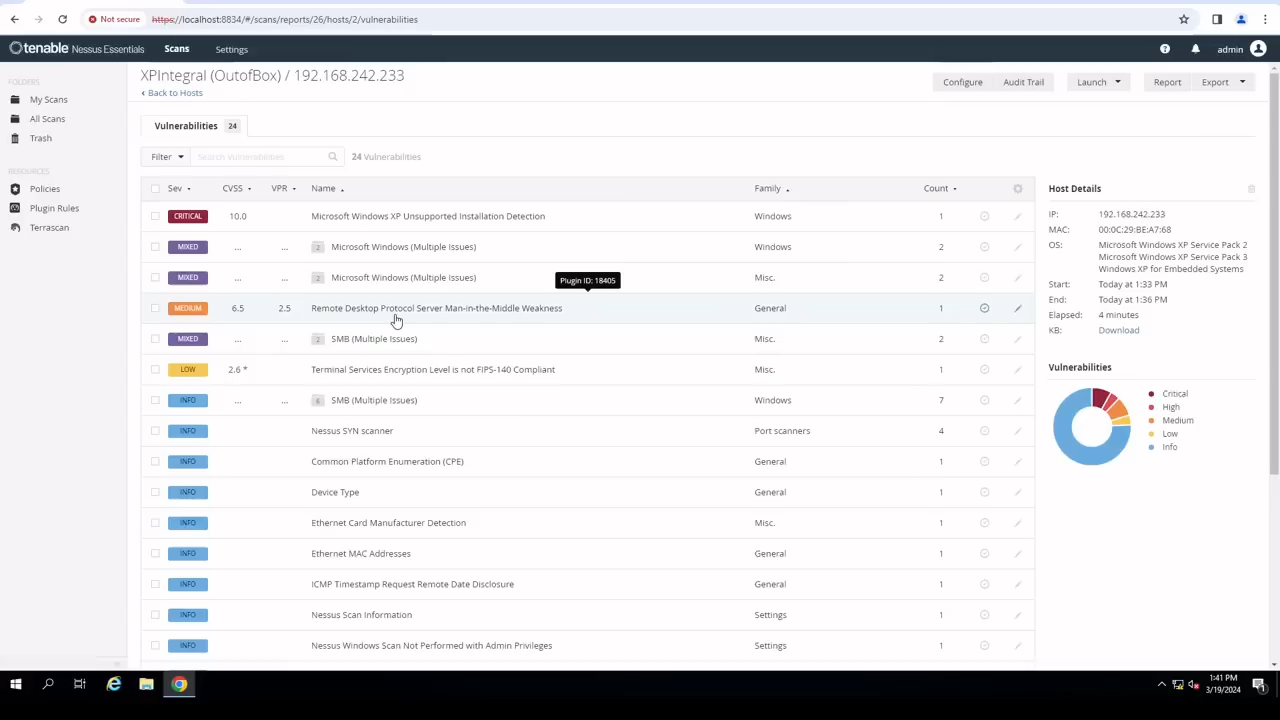 Not secure https://localhost:8834/#/scans/reports/26/hosts/2/vulnerabilities
tenable Nessus Essentials Scans Settings admin
FOLDERS
My Scans
All Scans
Trash
RESOURCES
Policies
Plugin Rules
Terrascan
XPIntegral (OutofBox) / 192.168.242.233
Back to Hosts
Configure Audit Trail Launch Report Export
Vulnerabilities 24
Filter Search Vulnerabilities 24 Vulnerabilities
Sev CVSS VPR Name Family Count
CRITICAL 10.0 Microsoft Windows XP Unsupported Installation Detection Windows 1
MIXED ... ... 2 Microsoft Windows (Multiple Issues) Windows 2
MIXED ... ... 2 Microsoft Windows (Multiple Issues) Misc. 2
Plugin ID: 18405
MEDIUM 6.5 2.5 Remote Desktop Protocol Server Man-in-the-Middle Weakness General 1
MIXED ... ... 2 SMB (Multiple Issues) Misc. 2
LOW 2.6 * Terminal Services Encryption Level is not FIPS-140 Compliant Misc. 1
INFO ... ... 6 SMB (Multiple Issues) Windows 7
INFO Nessus SYN scanner Port scanners 4
INFO Common Platform Enumeration (CPE) General 1
INFO Device Type General 1
INFO Ethernet Card Manufacturer Detection Misc. 1
INFO Ethernet MAC Addresses General 1
INFO ICMP Timestamp Request Remote Date Disclosure General 1
INFO Nessus Scan Information Settings 1
INFO Nessus Windows Scan Not Performed with Admin Privileges Settings 1
Host Details
IP: 192.168.242.233
MAC: 00:0C:29:BE:A7:68
OS: Microsoft Windows XP Service Pack 2
Microsoft Windows XP Service Pack 3
Windows XP for Embedded Systems
Start: Today at 1:33 PM
End: Today at 1:36 PM
Elapsed: 4 minutes
KB: Download
Vulnerabilities
Critical
High
Medium
Low
Info
1:41 PM
3/19/2024
1